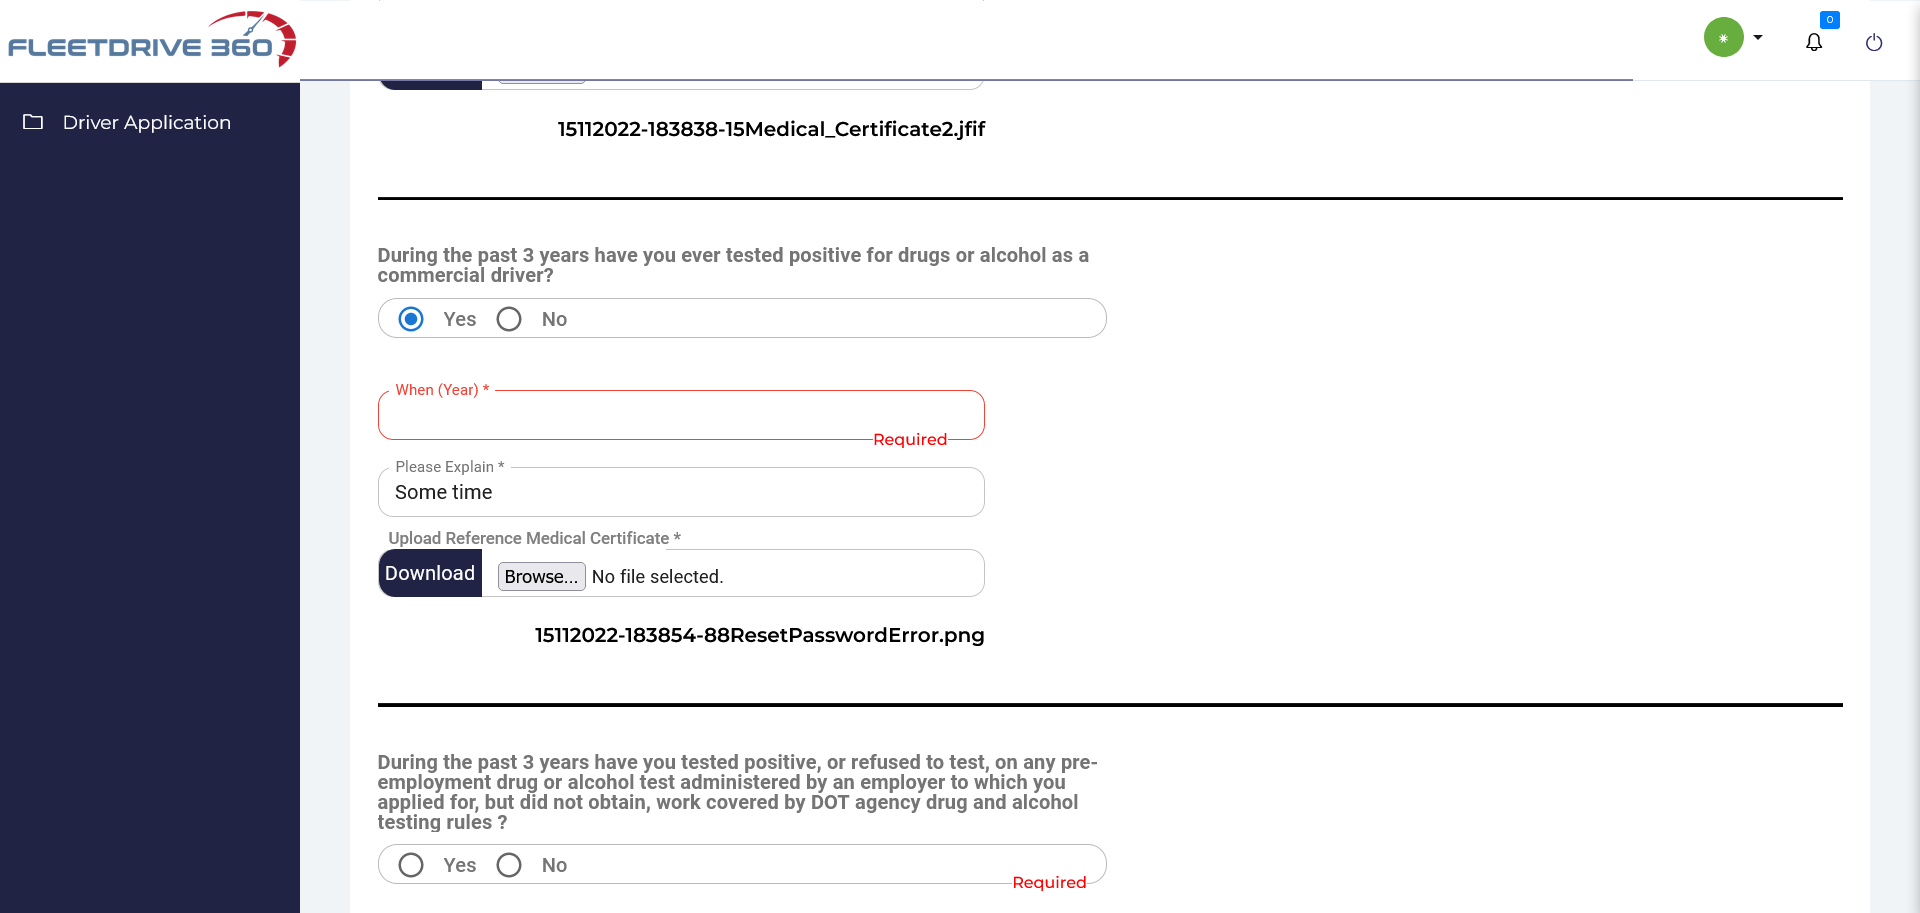 FLEETDRIVE 360
0
Driver Application
15112022-183838-15Medical_Certificate2.jfif
During the past 3 years have you ever tested positive for drugs or alcohol as a
commercial driver?
Yes
No
When (Year) *
Required
Please Explain *
Some time
Upload Reference Medical Certificate *
Download
Browse... No file selected.
15112022-183854-88ResetPasswordError.png
During the past 3 years have you tested positive, or refused to test, on any pre-
employment drug or alcohol test administered by an employer to which you
applied for, but did not obtain, work covered by DOT agency drug and alcohol
testing rules ?
Yes
No
Required